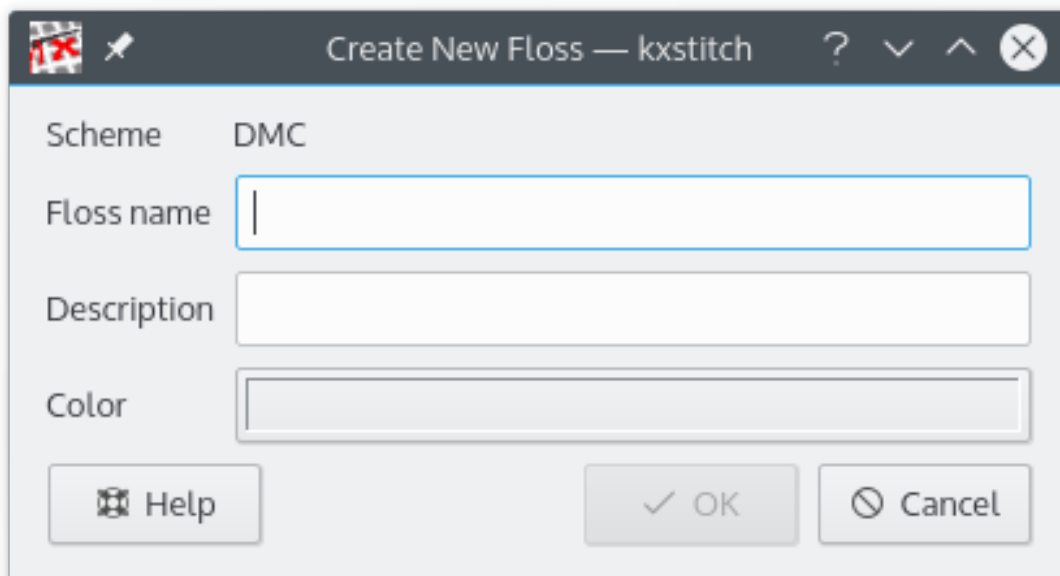 Create New Floss — kxstitch
Scheme DMC
Floss name
Description
Color
Help OK Cancel